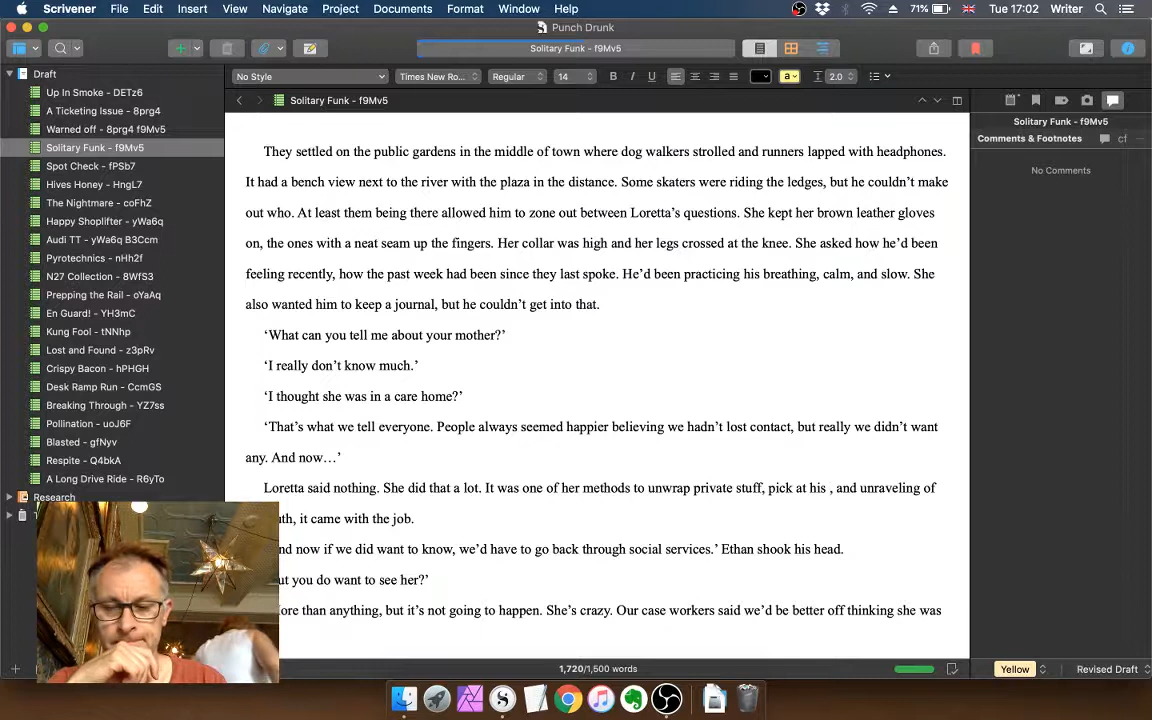 Scrivener File Edit Insert View Navigate Project Documents Format Window Help 71% Tue 17:02 Writer
Punch Drunk
Solitary Funk - f9Mv5
No Style Times New Ro... Regular 14 B I U a 2.0
Solitary Funk - f9Mv5
Draft
Up In Smoke - DETz6
A Ticketing Issue - 8prg4
Warned off - 8prg4 f9Mv5
Solitary Funk - f9Mv5
Spot Check - fPSb7
Hives Honey - HngL7
The Nightmare - coFhZ
Happy Shoplifter - yWa6q
Audi TT - yWa6q B3Ccm
Pyrotechnics - nHh2f
N27 Collection - 8WfS3
Prepping the Rail - oYaAq
En Guard! - YH3mC
Kung Fool - tNNhp
Lost and Found - z3pRv
Crispy Bacon - hPHGH
Desk Ramp Run - CcmGS
Breaking Through - YZ7ss
Pollination - uoJ6F
Blasted - gfNyv
Respite - Q4bkA
A Long Drive Ride - R6yTo
Research
They settled on the public gardens in the middle of town where dog walkers strolled and runners lapped with headphones.
It had a bench view next to the river with the plaza in the distance. Some skaters were riding the ledges, but he couldn’t make
out who. At least them being there allowed him to zone out between Loretta’s questions. She kept her brown leather gloves
on, the ones with a neat seam up the fingers. Her collar was high and her legs crossed at the knee. She asked how he’d been
feeling recently, how the past week had been since they last spoke. He’d been practicing his breathing, calm, and slow. She
also wanted him to keep a journal, but he couldn’t get into that.
‘What can you tell me about your mother?’
‘I really don’t know much.’
‘I thought she was in a care home?’
‘That’s what we tell everyone. People always seemed happier believing we hadn’t lost contact, but really we didn’t want
any. And now…’
Loretta said nothing. She did that a lot. It was one of her methods to unwrap private stuff, pick at his , and unraveling of
uth, it came with the job.
nd now if we did want to know, we’d have to go back through social services.’ Ethan shook his head.
ut you do want to see her?’
ore than anything, but it’s not going to happen. She’s crazy. Our case workers said we’d be better off thinking she was
1,720/1,500 words
Solitary Funk - f9Mv5
Comments & Footnotes cf
No Comments
Yellow Revised Draft